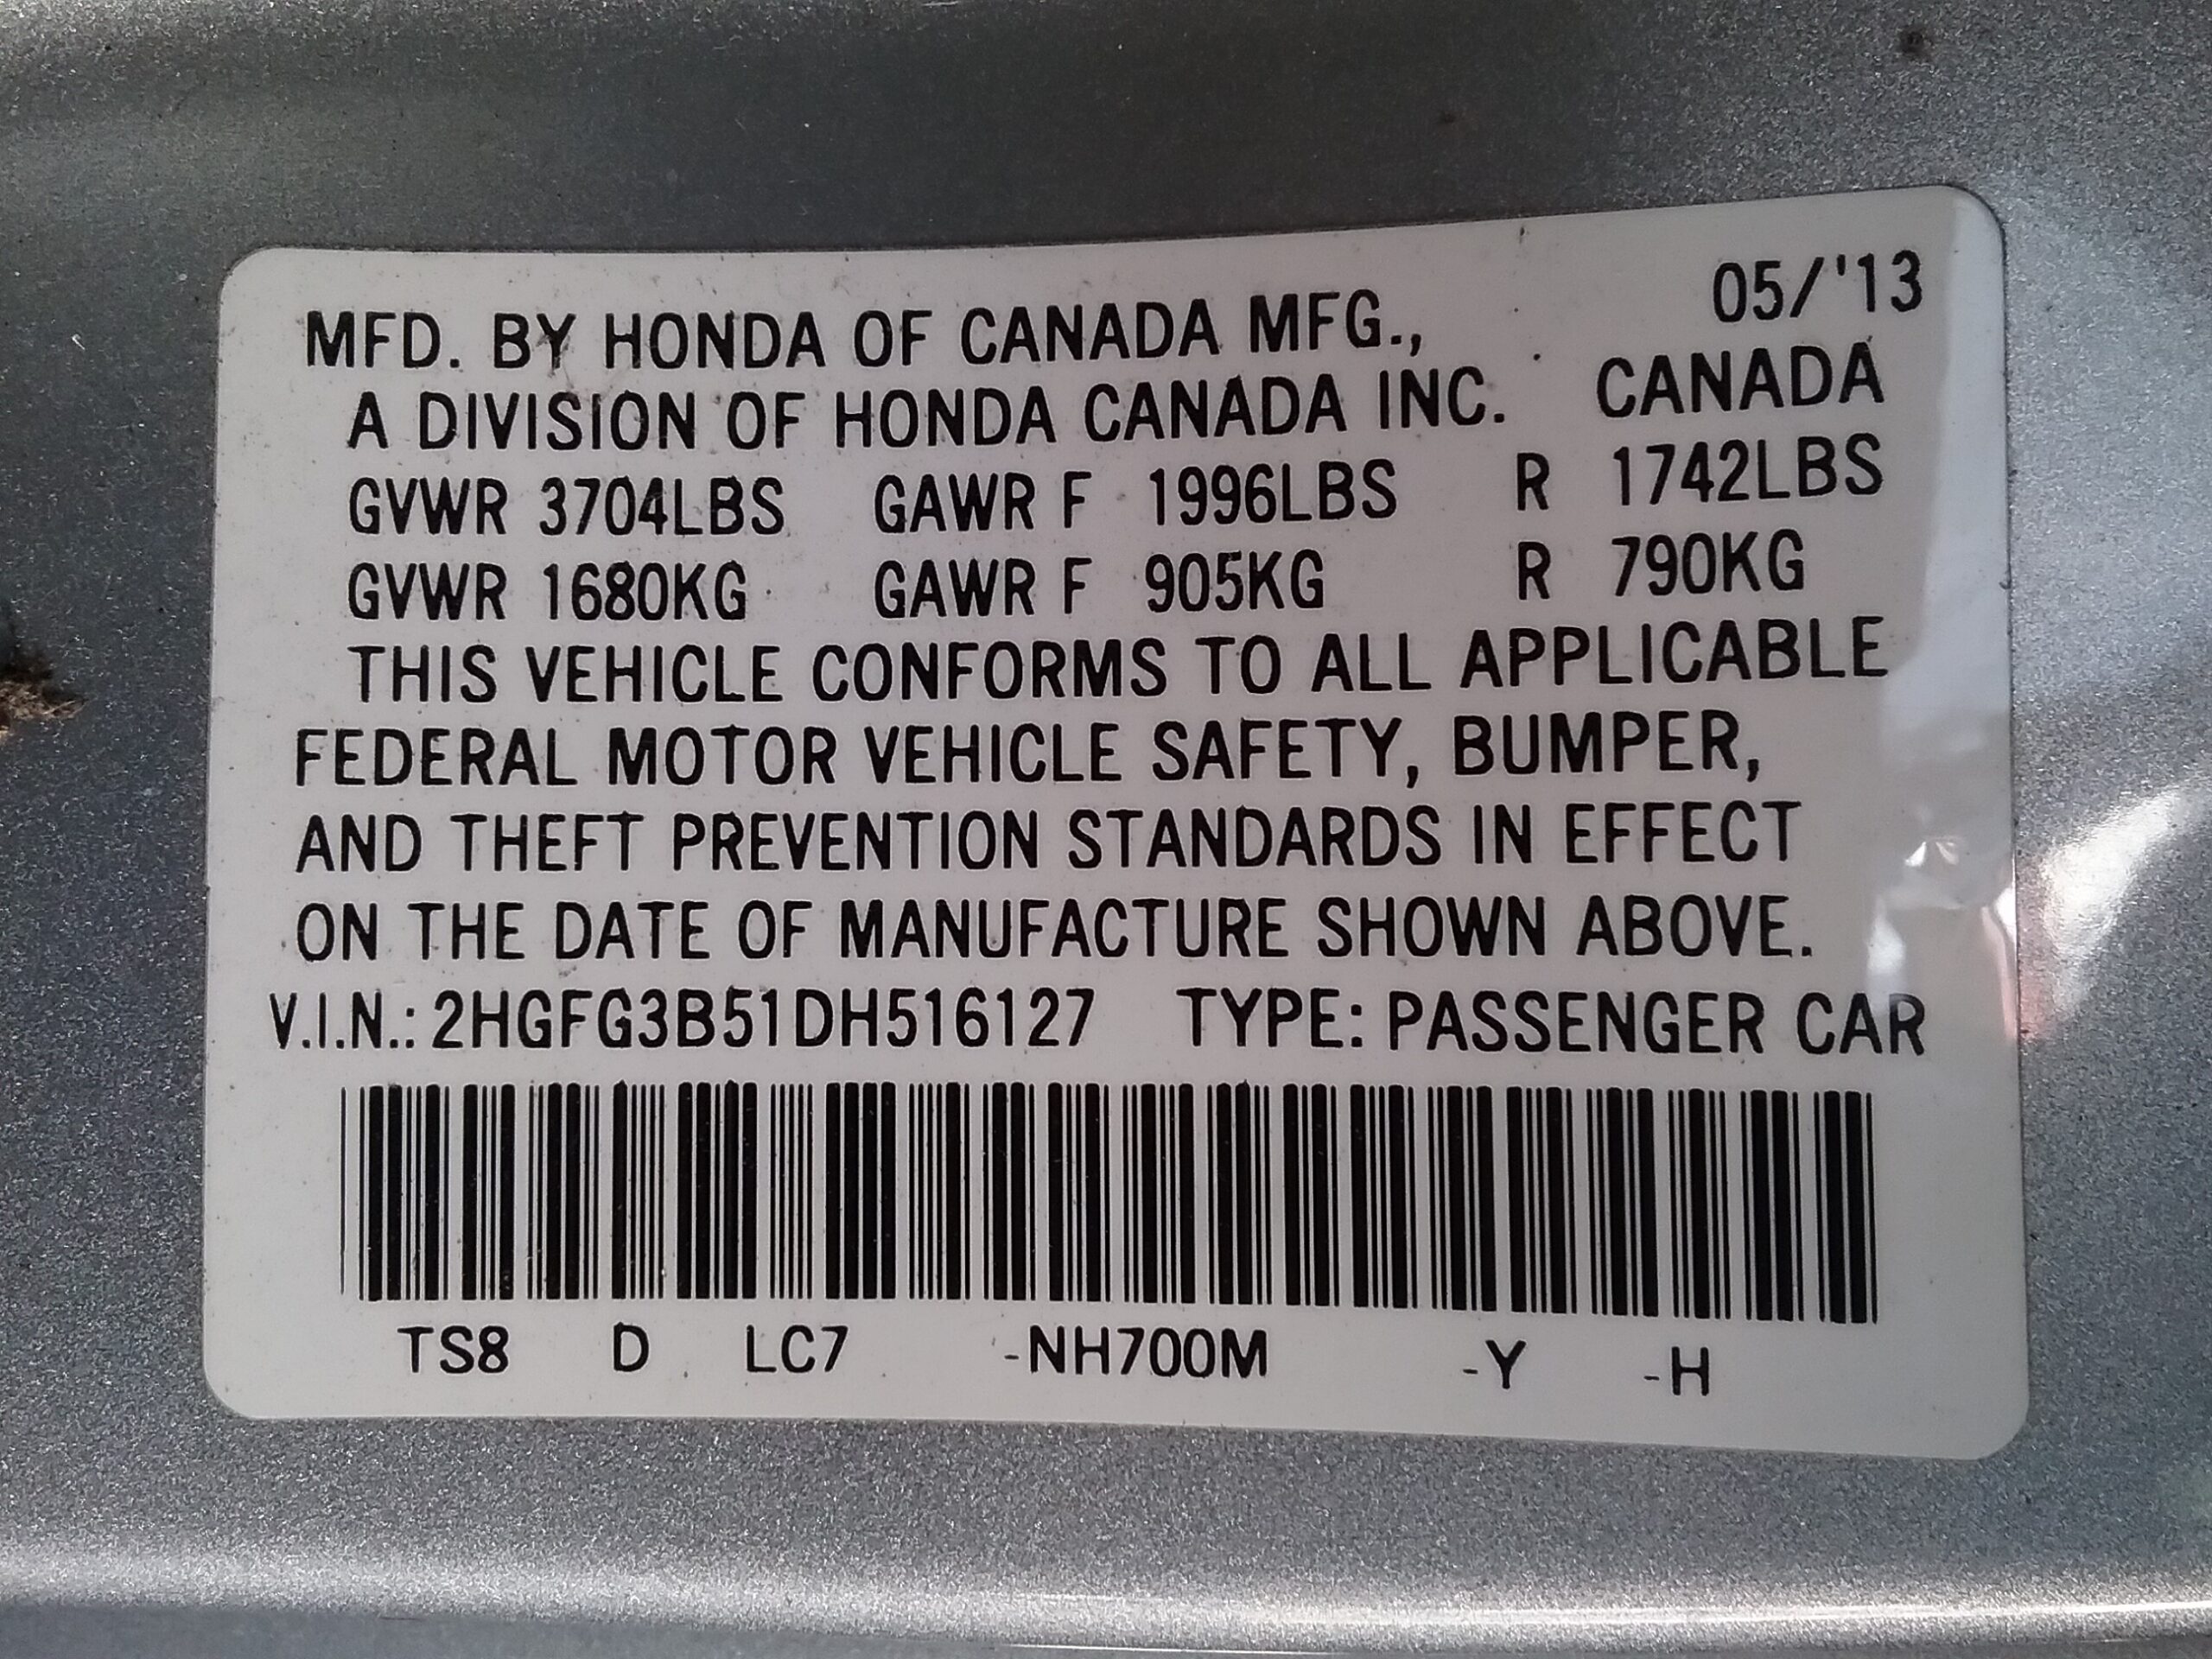 05/'13
MFD. BY HONDA OF CANADA MFG.,
A DIVISION OF HONDA CANADA INC. CANADA
GVWR 3704LBS GAWR F 1996LBS R 1742LBS
GVWR 1680KG GAWR F 905KG R 790KG
THIS VEHICLE CONFORMS TO ALL APPLICABLE
FEDERAL MOTOR VEHICLE SAFETY, BUMPER,
AND THEFT PREVENTION STANDARDS IN EFFECT
ON THE DATE OF MANUFACTURE SHOWN ABOVE.
V.I.N.: 2HGFG3B51DH516127 TYPE: PASSENGER CAR
TS8 D LC7 -NH700M -Y -H